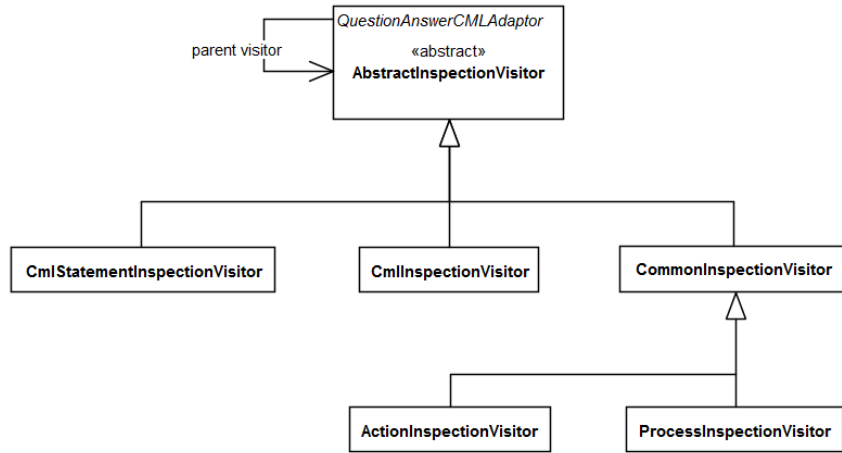 QuestionAnswerCMLAdaptor
parent visitor
«abstract»
AbstractInspectionVisitor
CmlStatementInspectionVisitor
CmlInspectionVisitor
CommonInspectionVisitor
ActionInspectionVisitor
ProcessInspectionVisitor